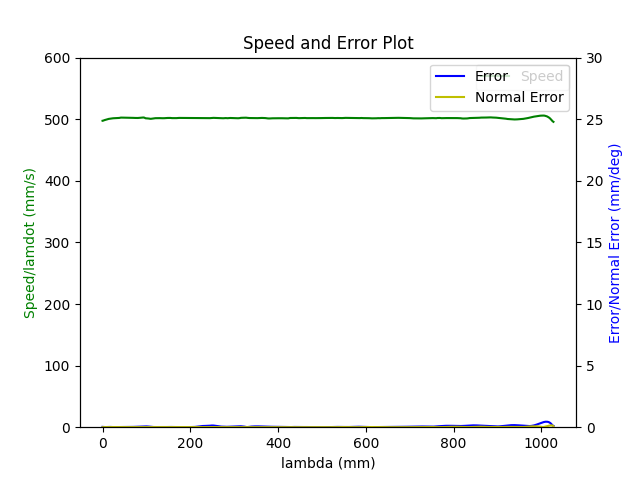 Speed and Error Plot
600
500
400
300
200
100
0
30
25
20
15
10
5
0
Error
Speed
Normal Error
Speed/lamdot (mm/s)
Error/Normal Error (mm/deg)
0 200 400 600 800 1000
lambda (mm)